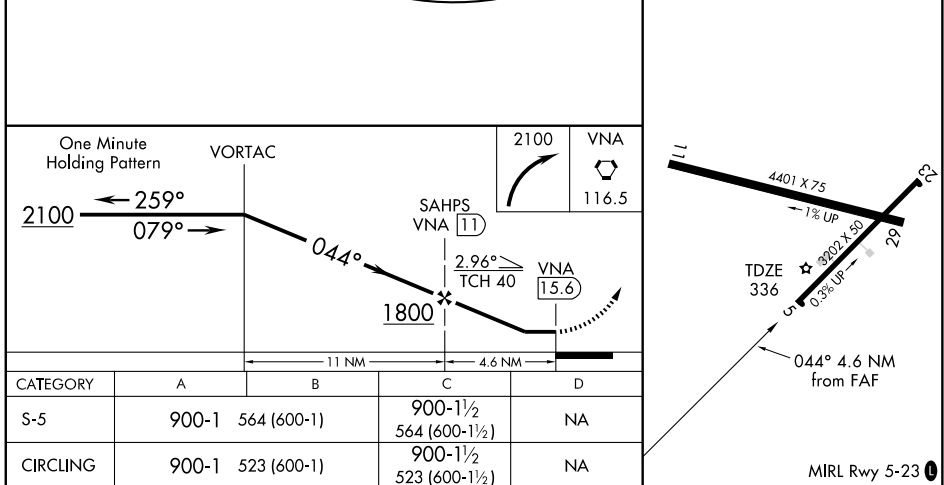 One Minute
Holding Pattern
VORTAC
2100
VNA
116.5
259°
2100
079°
044°
SAHPS
VNA 11
2.96°
TCH 40
VNA
15.6
1800
11 NM
4.6 NM
CATEGORY A B C D
S-5 900-1 564 (600-1) 900-1½ 564 (600-1½) NA
CIRCLING 900-1 523 (600-1) 900-1½ 523 (600-1½) NA
11
4401 X 75
1% UP
23
29
3202 X 50
0.3% UP
TDZE
336
5
044° 4.6 NM
from FAF
MIRL Rwy 5-23 L